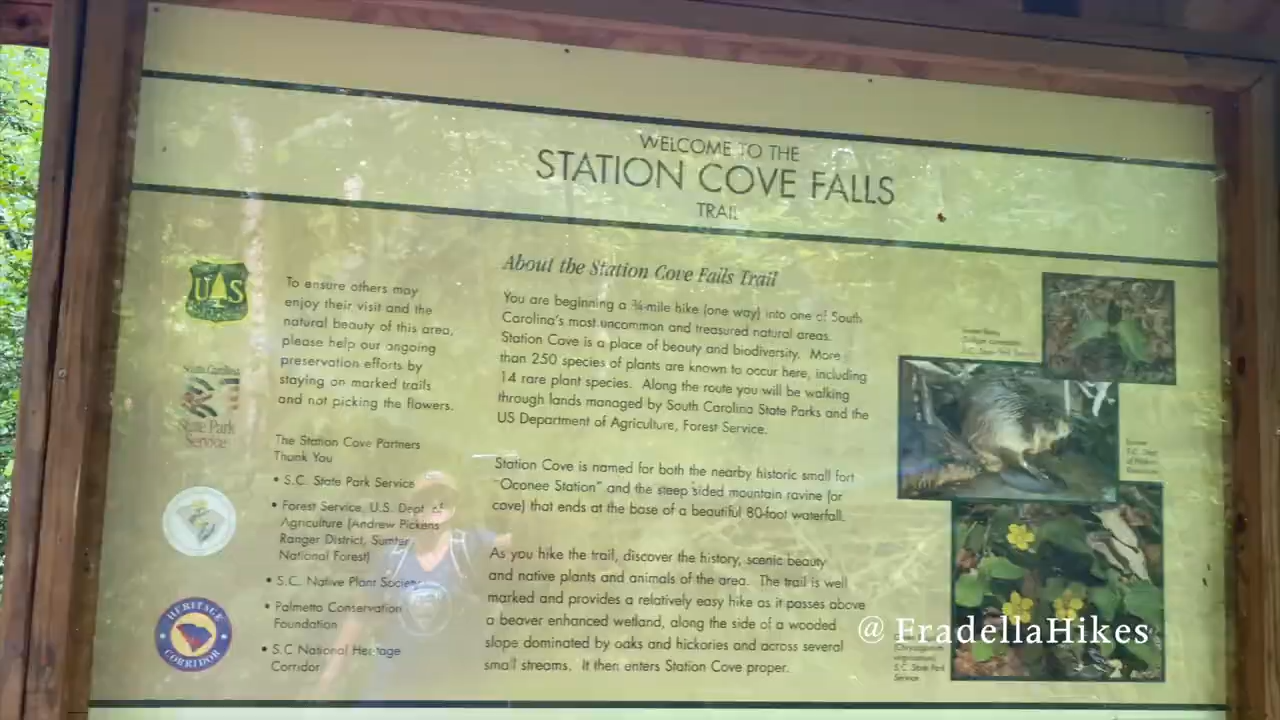 WELCOME TO THE
STATION COVE FALLS
TRAIL
US
South Carolina
State Park
Service
HERITAGE
CORRIDOR
To ensure others may
enjoy their visit and the
natural beauty of this area,
please help our ongoing
preservation efforts by
staying on marked trails
and not picking the flowers.
The Station Cove Partners
Thank You
• S.C. State Park Service
• Forest Service, U.S. Dept. of
Agriculture (Andrew Pickens
Ranger District, Sumter
National Forest)
• S.C. Native Plant Society
• Palmetto Conservation
Foundation
• S.C National Heritage
Corridor
About the Station Cove Falls Trail
You are beginning a ¾-mile hike (one way) into one of South
Carolina's most uncommon and treasured natural areas.
Station Cove is a place of beauty and biodiversity. More
than 250 species of plants are known to occur here, including
14 rare plant species. Along the route you will be walking
through lands managed by South Carolina State Parks and the
US Department of Agriculture, Forest Service.
Station Cove is named for both the nearby historic small fort
"Oconee Station" and the steep sided mountain ravine (or
cove) that ends at the base of a beautiful 80-foot waterfall.
As you hike the trail, discover the history, scenic beauty
and native plants and animals of the area. The trail is well
marked and provides a relatively easy hike as it passes above
a beaver enhanced wetland, along the side of a wooded
slope dominated by oaks and hickories and across several
small streams. It then enters Station Cove proper.
S.C. State Park Service
S.C. State Park
Service
@ FradellaHikes